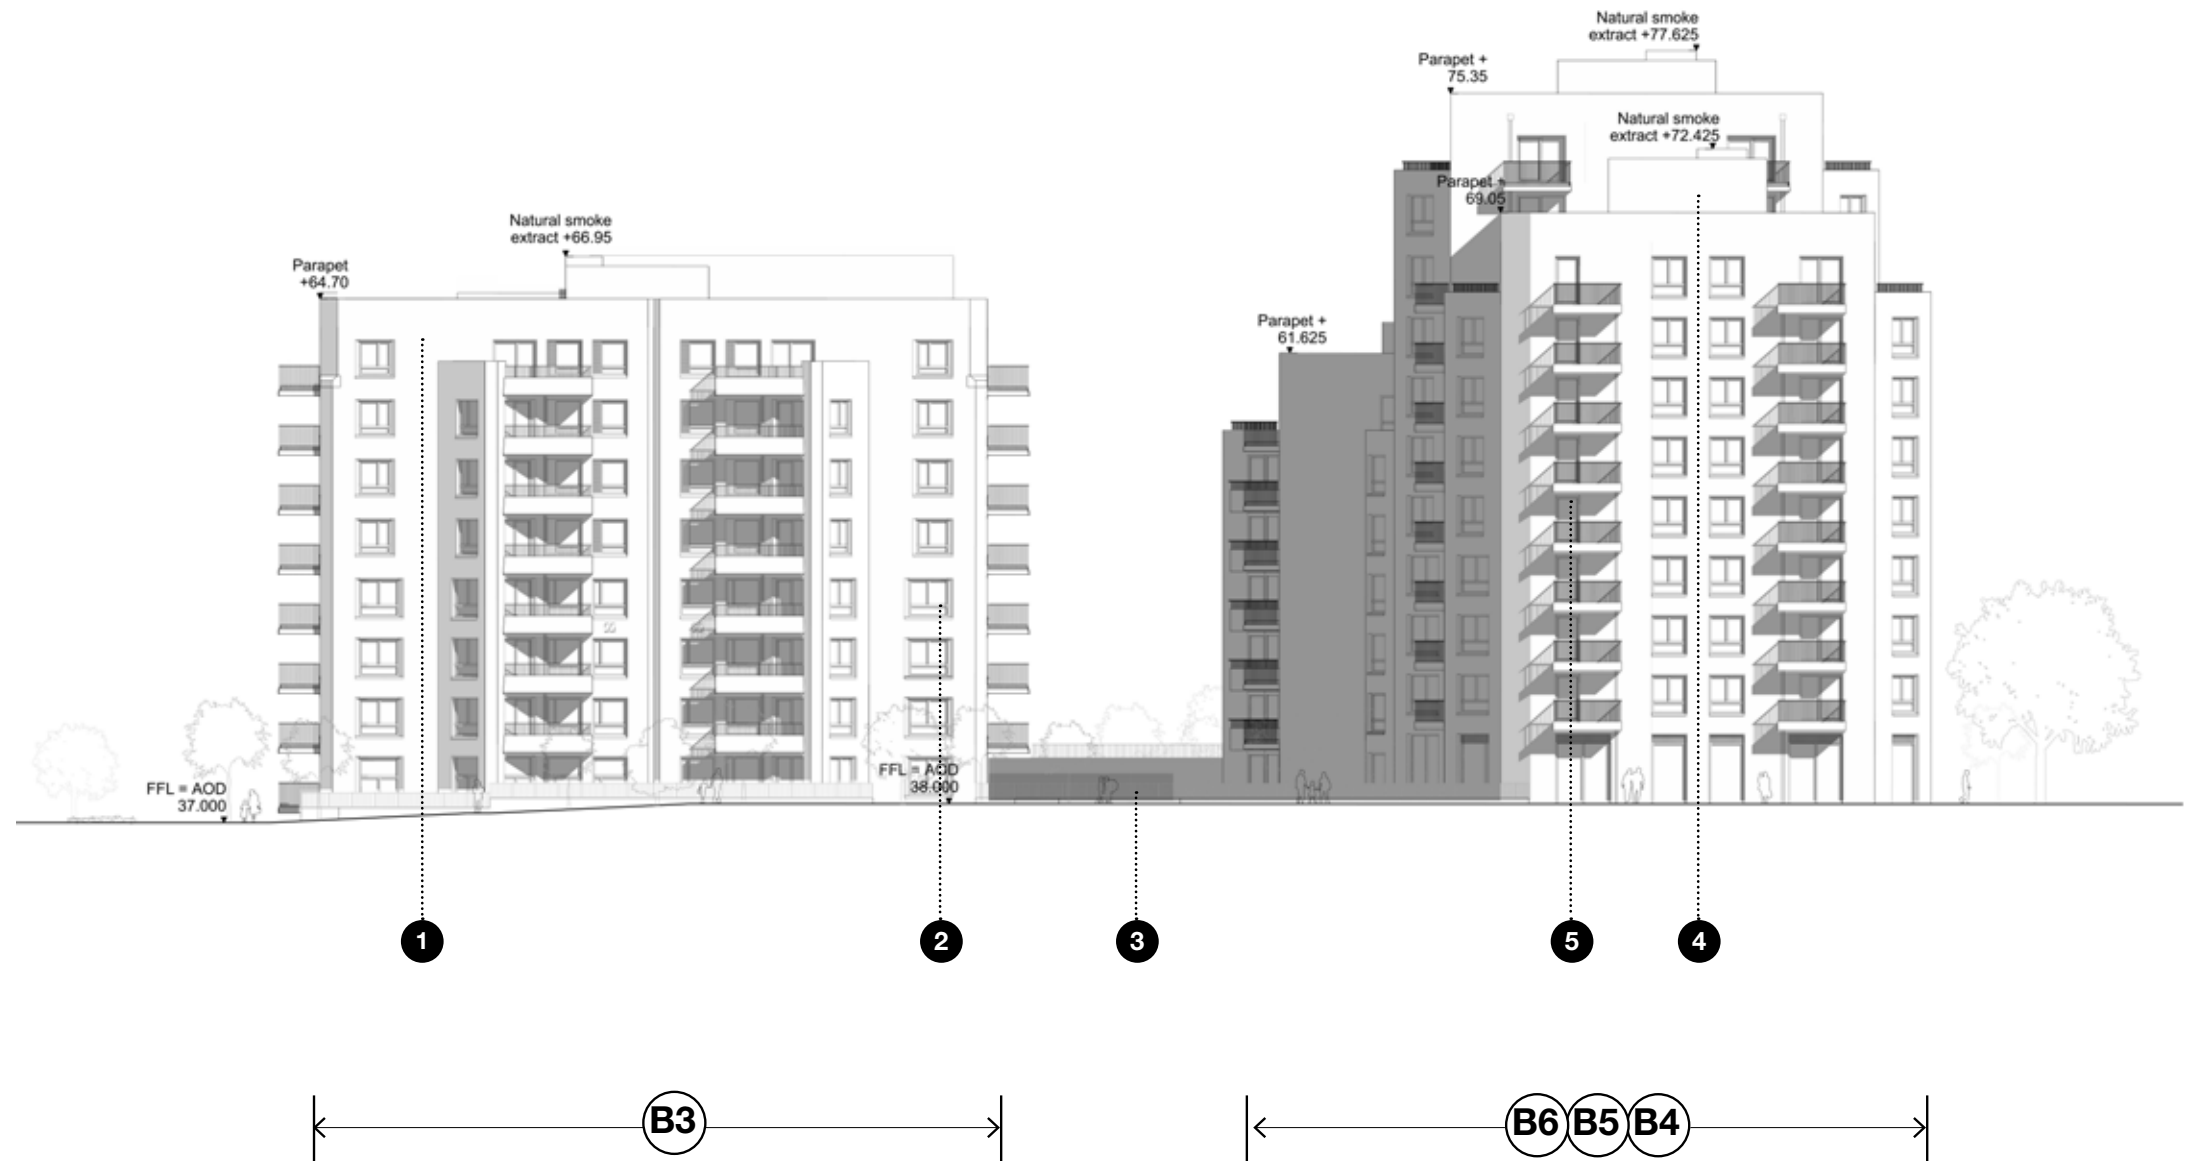 Natural smoke
extract +77.625
Parapet +
75.35
Natural smoke
extract +72.425
Parapet +
69.05
Natural smoke
extract +66.95
Parapet
+64.70
Parapet +
61.625
FFL = AOD
37.000
FFL = AOD
38.000
1
2
3
5
4
B3
B6 B5 B4